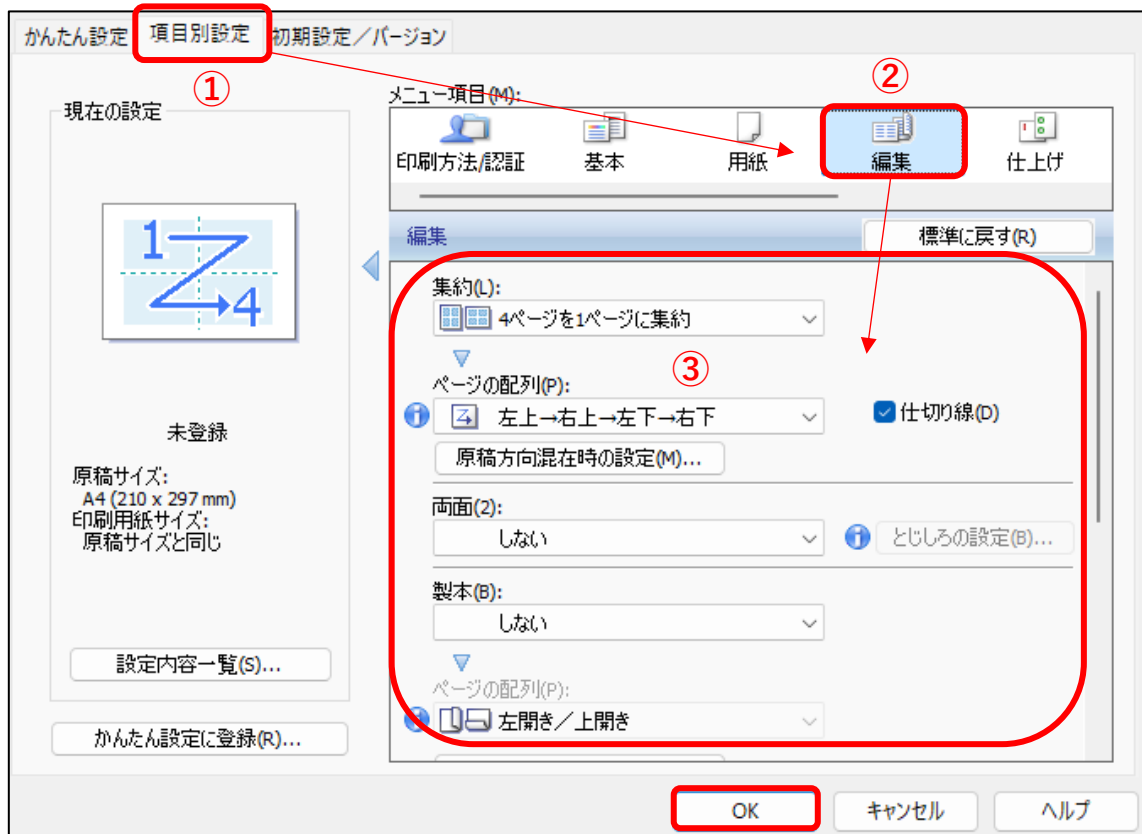 かんたん設定 項目別設定 初期設定／バージョン
①
②
現在の設定
メニュー項目(M):
印刷方法/認証 基本 用紙 編集 仕上げ
1
4
編集 標準に戻す(R)
集約(L):
4ページを1ページに集約
③
ページの配列(P):
左上→右上→左下→右下
仕切り線(D)
原稿方向混在時の設定(M)...
未登録
原稿サイズ:
A4 (210 x 297 mm)
印刷用紙サイズ:
原稿サイズと同じ
両面(2):
しない
とじしろの設定(B)...
製本(B):
しない
ページの配列(P):
左開き／上開き
設定内容一覧(S)...
かんたん設定に登録(R)...
OK キャンセル ヘルプ